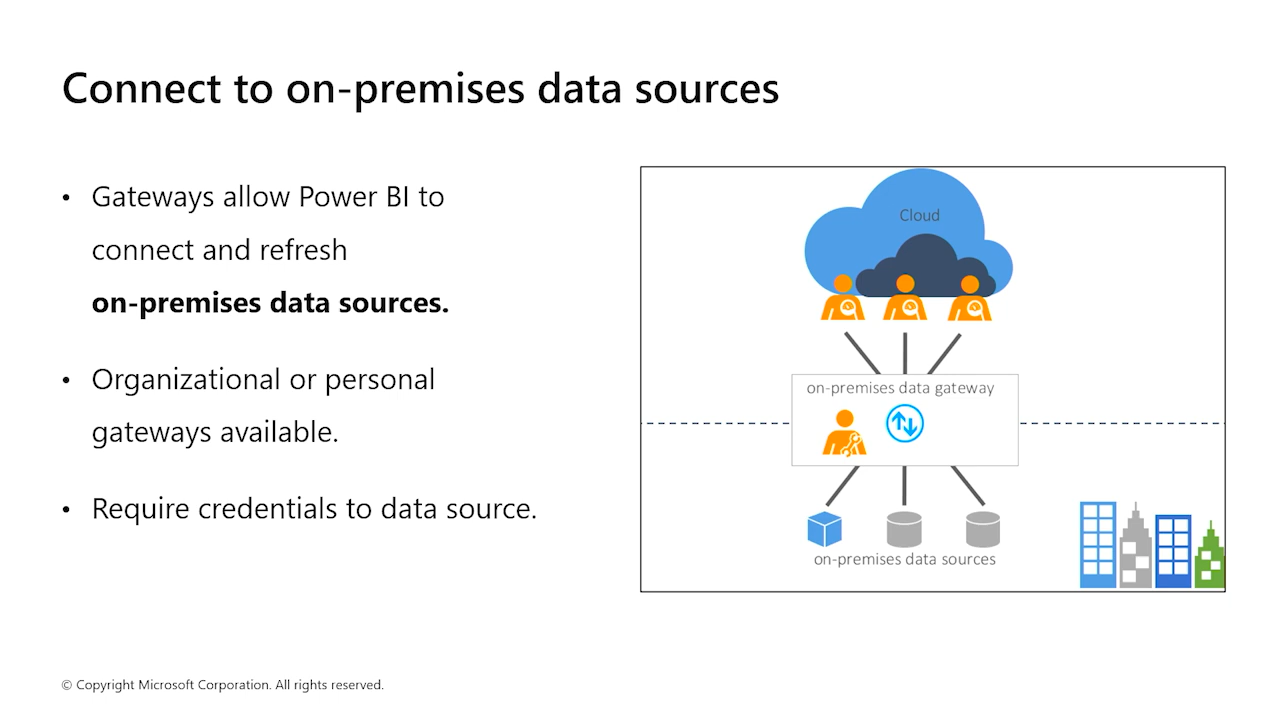 Connect to on-premises data sources
• Gateways allow Power BI to
connect and refresh
on-premises data sources.
• Organizational or personal
gateways available.
• Require credentials to data source.
Cloud
on-premises data gateway
on-premises data sources
© Copyright Microsoft Corporation. All rights reserved.